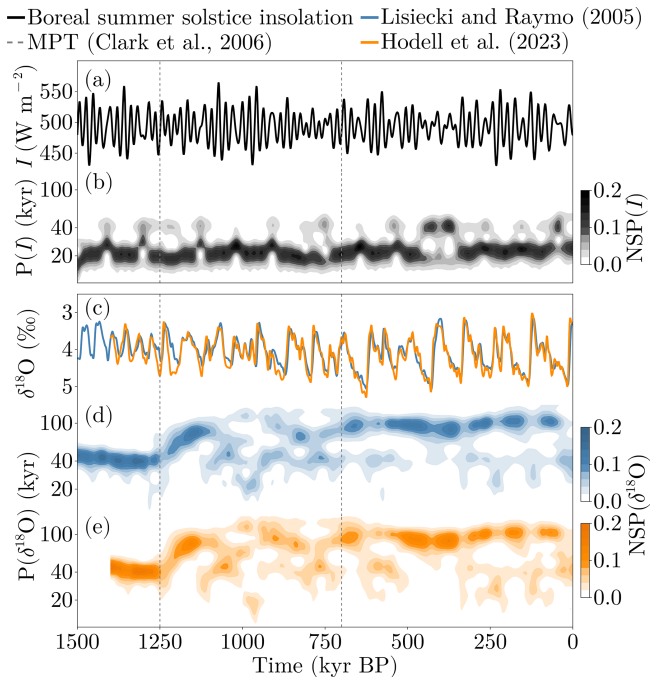 Boreal summer solstice insolation
Lisiecki and Raymo (2005)
MPT (Clark et al., 2006)
Hodell et al. (2023)
(a)
550
500
450
I (W m⁻²)
(b)
100
40
20
P(I) (kyr)
0.2
0.1
0.0
NSP(I)
(c)
3
4
5
δ¹⁸O (‰)
(d)
100
40
20
0.2
0.1
0.0
NSP(δ¹⁸O)
P(δ¹⁸O) (kyr)
(e)
100
40
20
0.2
0.1
0.0
1500 1250 1000 750 500 250 0
Time (kyr BP)